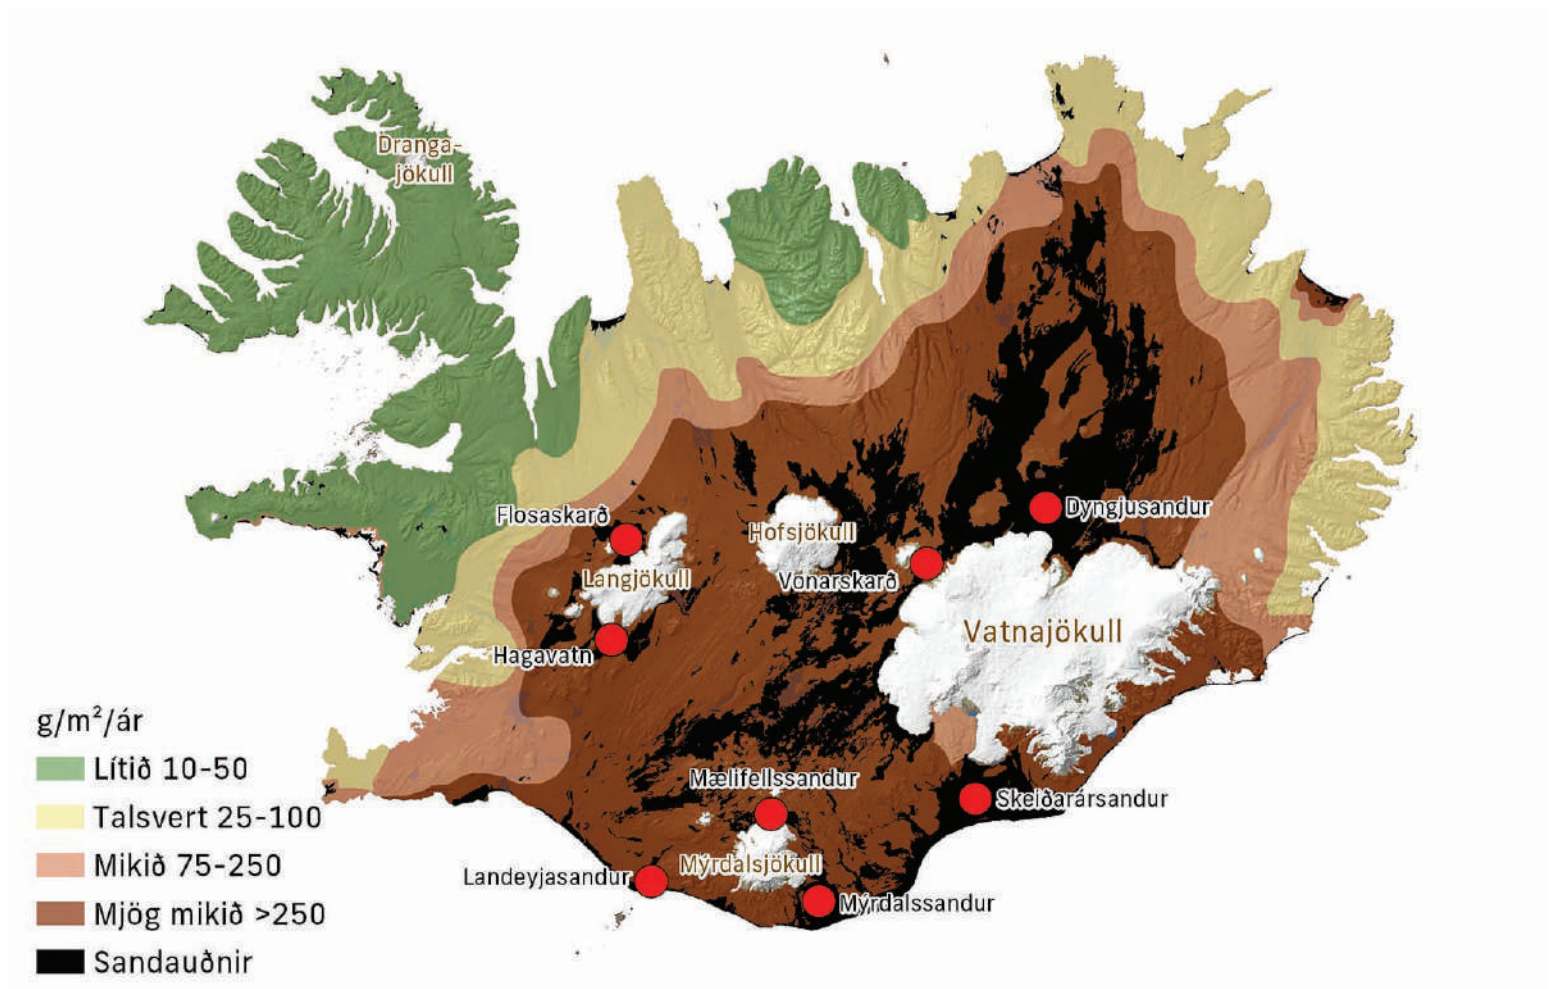 Dranga-
jökull
Flosaskarð
Hofsjökull
Dyngjusandur
Langjökull
Vonarskarð
Vatnajökull
Hagavatn
g/m²/ár
Lítið 10-50
Talsvert 25-100
Mikið 75-250
Mjög mikið >250
Sandauðnir
Mælifellssandur
Skeiðarársandur
Mýrdalsjökull
Landeyjasandur
Mýrdalssandur